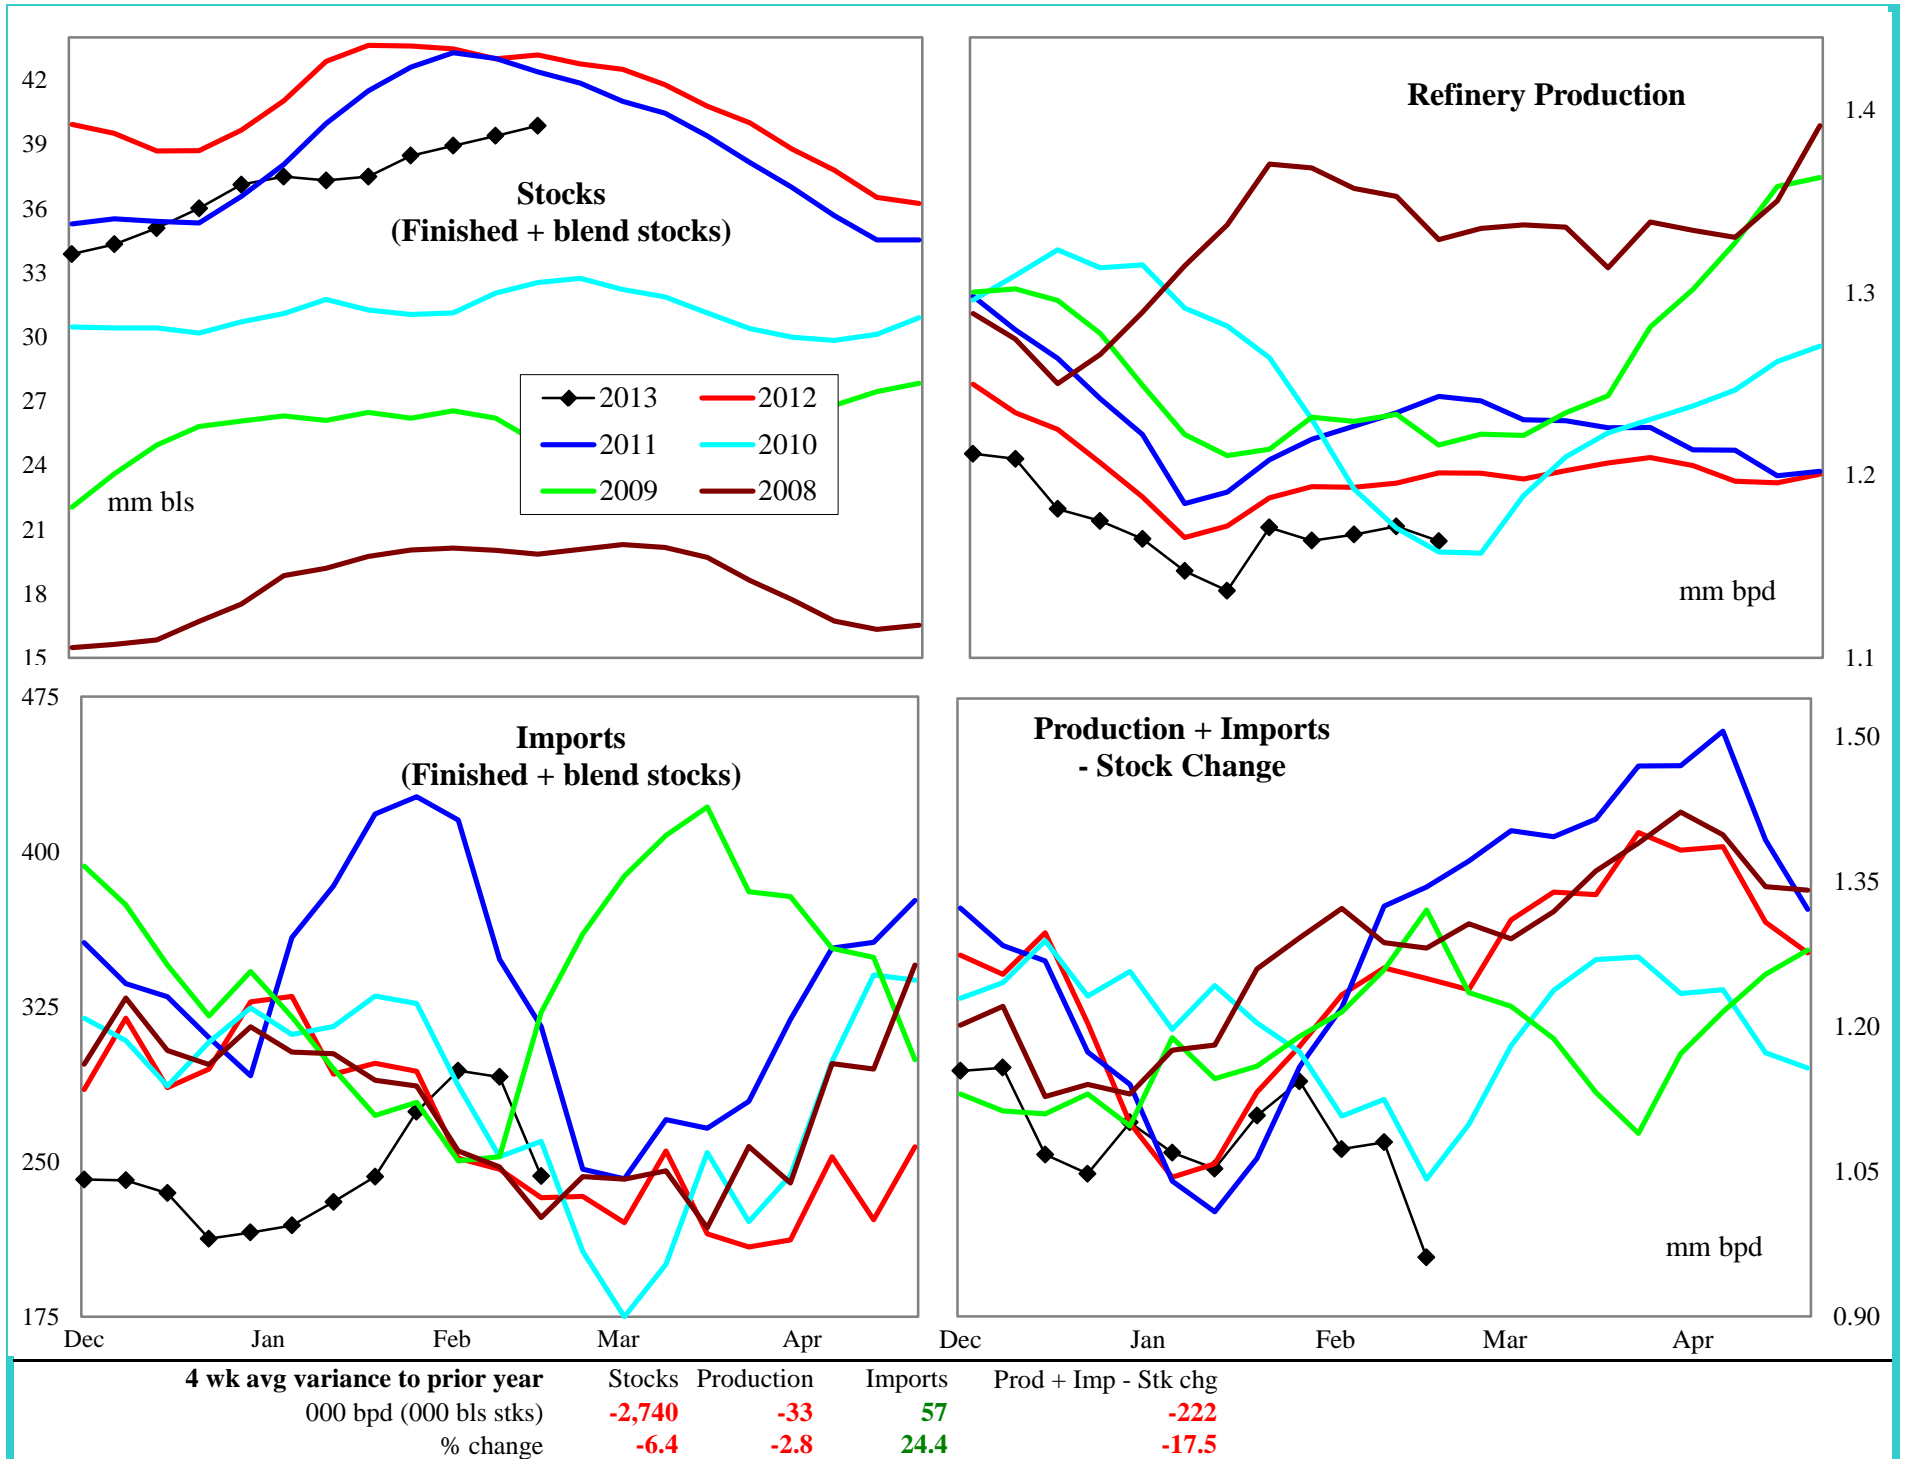 42
39
36
33
30
27
24
21
18
15
Stocks
(Finished + blend stocks)
mm bls
2013
2012
2011
2010
2009
2008
Refinery Production
1.4
1.3
1.2
1.1
mm bpd
475
400
325
250
175
Imports
(Finished + blend stocks)
Dec Jan Feb Mar Apr
Production + Imports
- Stock Change
1.50
1.35
1.20
1.05
0.90
mm bpd
Dec Jan Feb Mar Apr
4 wk avg variance to prior year Stocks Production Imports Prod + Imp - Stk chg
000 bpd (000 bls stks) -2,740 -33 57 -222
% change -6.4 -2.8 24.4 -17.5